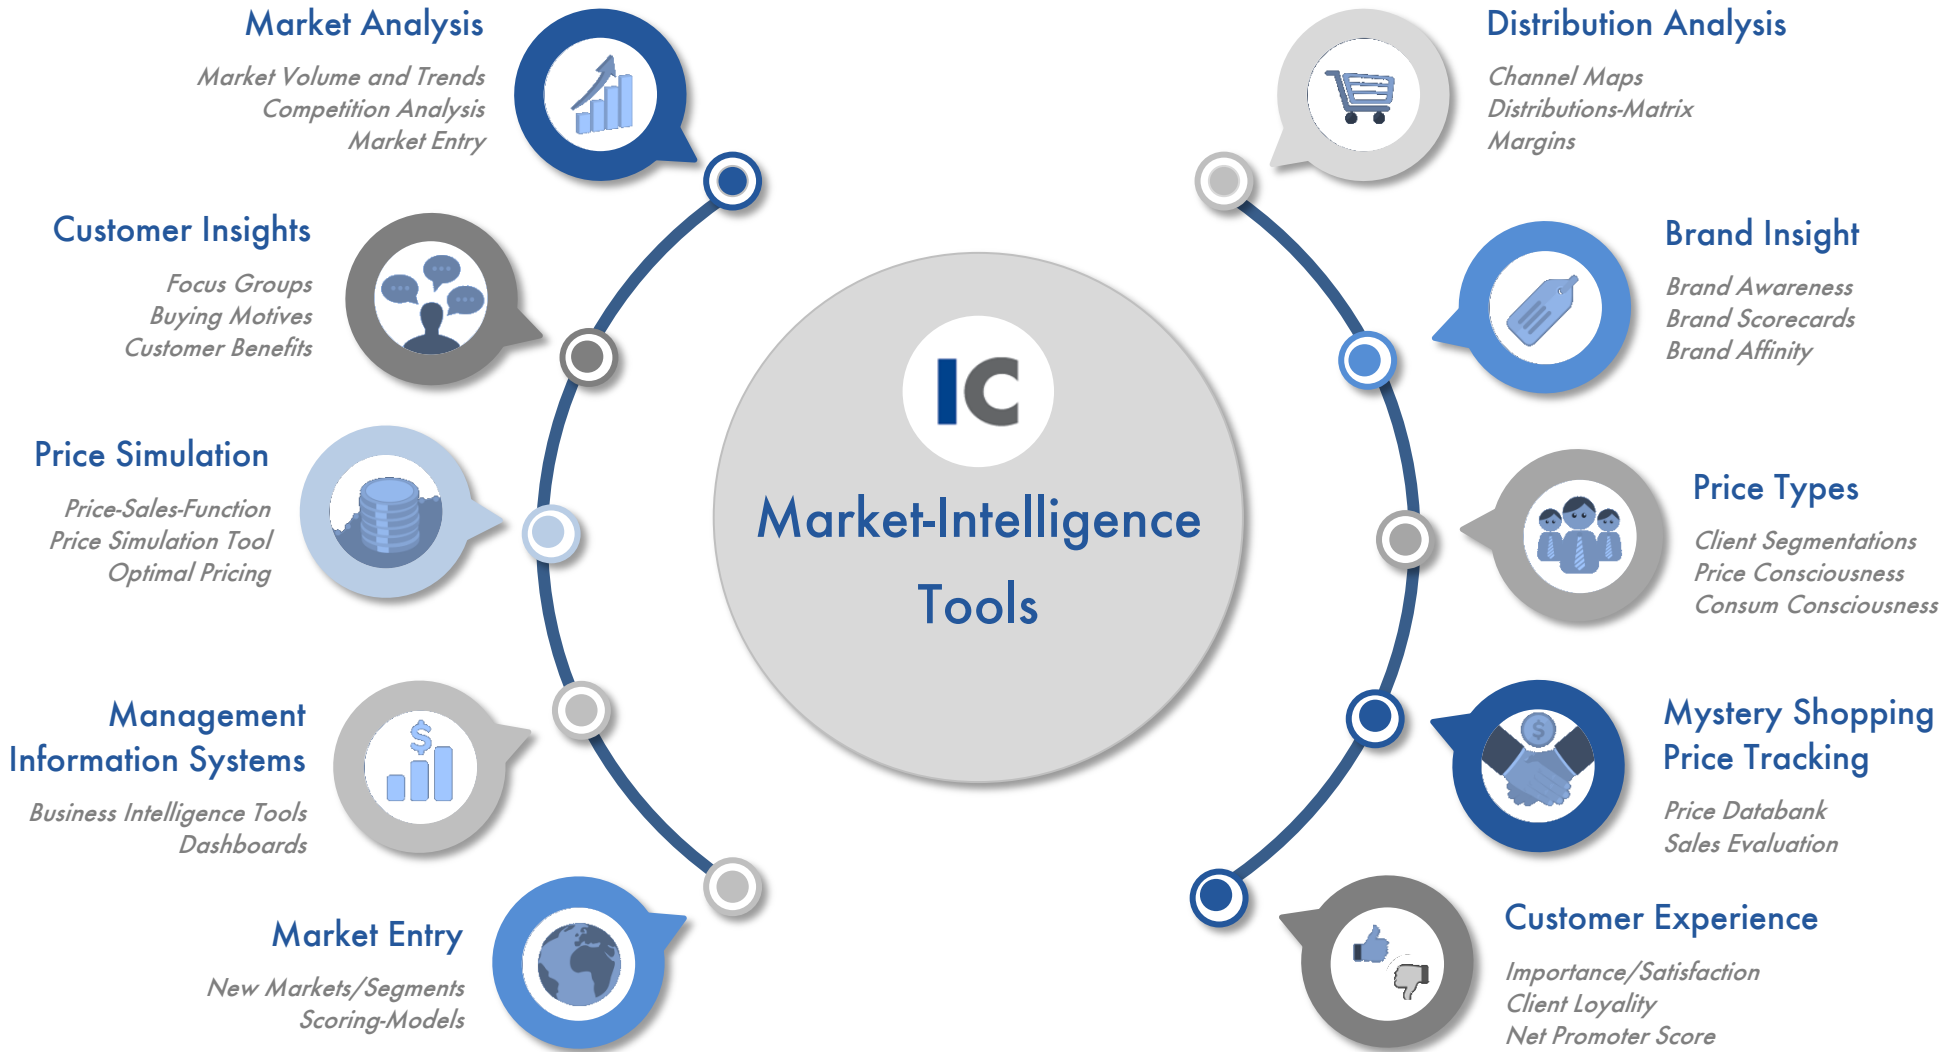 Market Analysis
Market Volume and Trends
Competition Analysis
Market Entry
Customer Insights
Focus Groups
Buying Motives
Customer Benefits
Price Simulation
Price-Sales-Function
Price Simulation Tool
Optimal Pricing
Management
Information Systems
Business Intelligence Tools
Dashboards
$
Market Entry
New Markets/Segments
Scoring-Models
IC
Market-Intelligence
Tools
Distribution Analysis
Channel Maps
Distributions-Matrix
Margins
Brand Insight
Brand Awareness
Brand Scorecards
Brand Affinity
Price Types
Client Segmentations
Price Consciousness
Consum Consciousness
Mystery Shopping
Price Tracking
Price Databank
Sales Evaluation
$
Customer Experience
Importance/Satisfaction
Client Loyality
Net Promoter Score